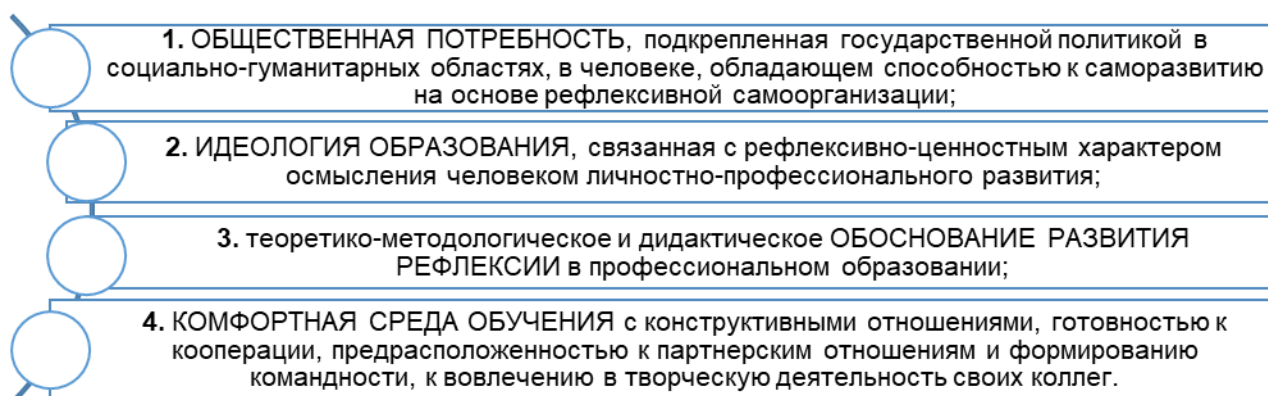 1. ОБЩЕСТВЕННАЯ ПОТРЕБНОСТЬ, подкрепленная государственной политикой в
социально-гуманитарных областях, в человеке, обладающем способностью к саморазвитию
на основе рефлексивной самоорганизации;
2. ИДЕОЛОГИЯ ОБРАЗОВАНИЯ, связанная с рефлексивно-ценностным характером
осмысления человеком личностно-профессионального развития;
3. теоретико-методологическое и дидактическое ОБОСНОВАНИЕ РАЗВИТИЯ
РЕФЛЕКСИИ в профессиональном образовании;
4. КОМФОРТНАЯ СРЕДА ОБУЧЕНИЯ с конструктивными отношениями, готовностью к
кооперации, предрасположенностью к партнерским отношениям и формированию
командности, к вовлечению в творческую деятельность своих коллег.